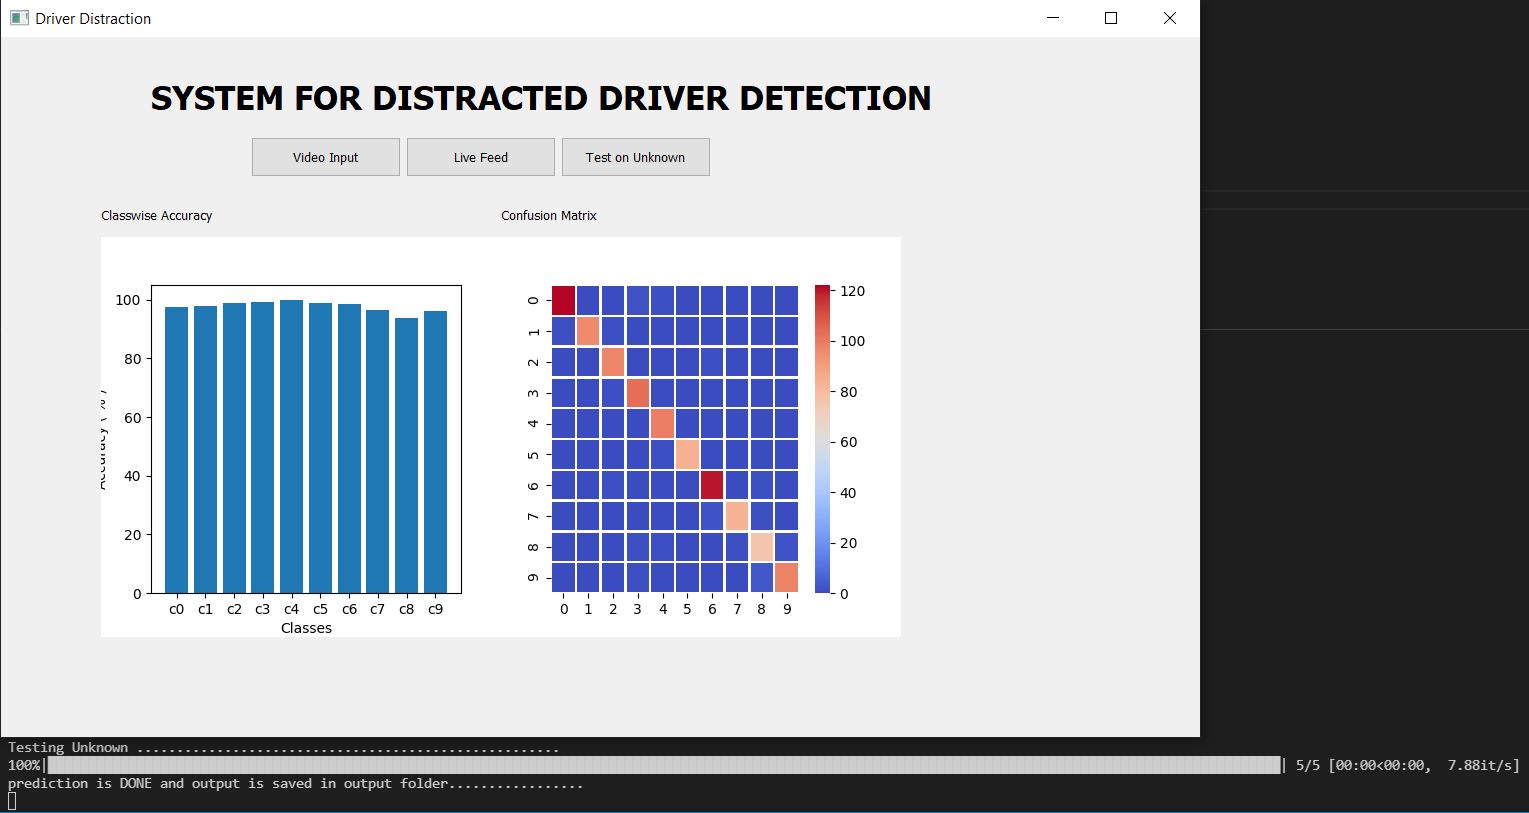 Driver Distraction
SYSTEM FOR DISTRACTED DRIVER DETECTION
Video Input Live Feed Test on Unknown
Classwise Accuracy Confusion Matrix
100
80
60
40
20
0
c0 c1 c2 c3 c4 c5 c6 c7 c8 c9
Classes
0
1
2
3
4
5
6
7
8
9
0 1 2 3 4 5 6 7 8 9
120
100
80
60
40
20
0
Testing Unknown .....................................................
100%| | 5/5 [00:00<00:00, 7.88it/s]
prediction is DONE and output is saved in output folder.................